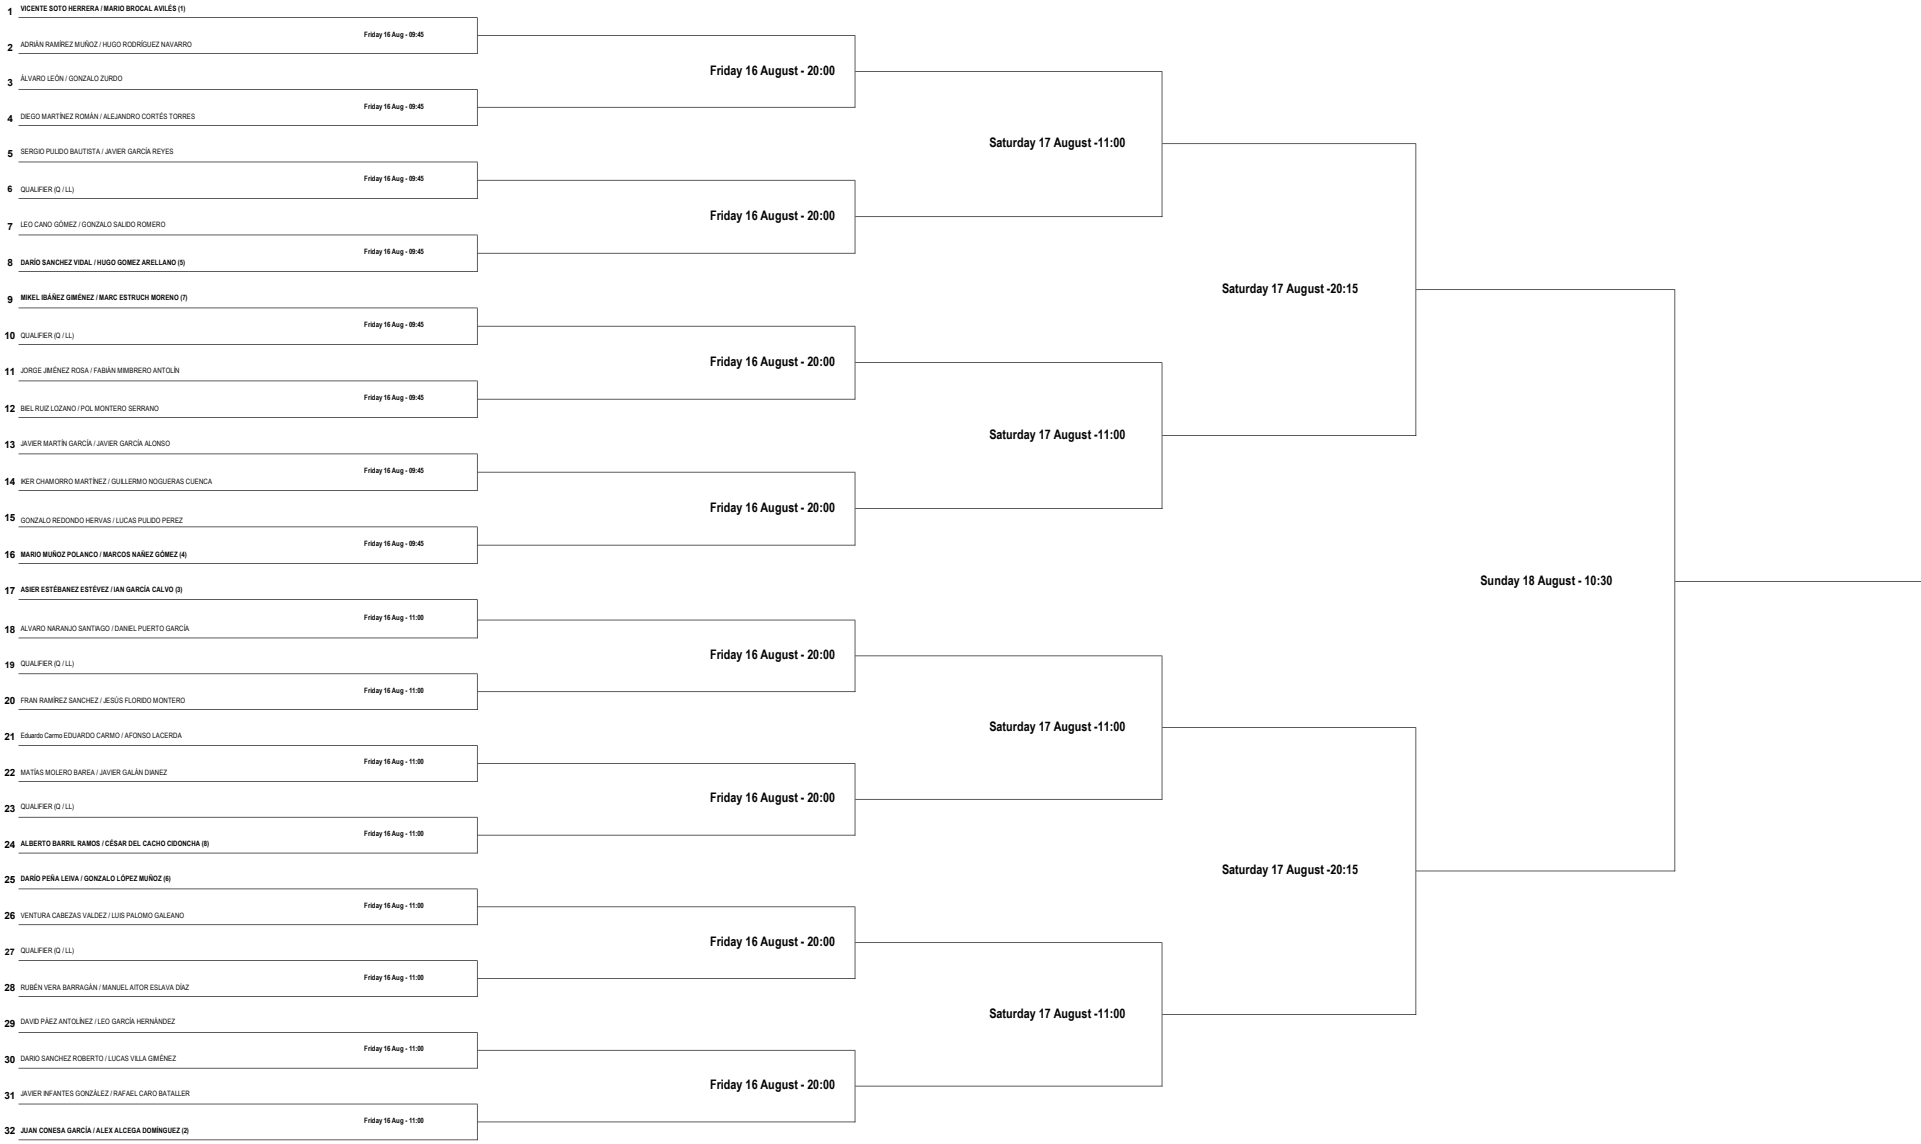 1 VICENTE SOTO HERRERA / MARIO BROCAL AVILÉS (1)
Friday 16 Aug - 09:45
2 ADRIÁN RAMÍREZ MUÑOZ / HUGO RODRÍGUEZ NAVARRO
Friday 16 August - 20:00
3 ÁLVARO LEÓN / GONZALO ZURDO
Friday 16 Aug - 09:45
4 DIEGO MARTÍNEZ ROMÁN / ALEJANDRO CORTÉS TORRES
Saturday 17 August -11:00
5 SERGIO PULIDO BAUTISTA / JAVIER GARCÍA REYES
Friday 16 Aug - 09:45
6 QUALIFIER (Q / LL)
Friday 16 August - 20:00
7 LEO CANO GÓMEZ / GONZALO SALIDO ROMERO
Friday 16 Aug - 09:45
8 DARÍO SANCHEZ VIDAL / HUGO GOMEZ ARELLANO (5)
Saturday 17 August -20:15
9 MIKEL IBÁÑEZ GIMÉNEZ / MARC ESTRUCH MORENO (7)
Friday 16 Aug - 09:45
10 QUALIFIER (Q / LL)
Friday 16 August - 20:00
11 JORGE JIMÉNEZ ROSA / FABIÁN MIMBRERO ANTOLÍN
Friday 16 Aug - 09:45
12 BIEL RUIZ LOZANO / POL MONTERO SERRANO
Saturday 17 August -11:00
13 JAVIER MARTÍN GARCÍA / JAVIER GARCÍA ALONSO
Friday 16 Aug - 09:45
14 IKER CHAMORRO MARTÍNEZ / GUILLERMO NOGUERAS CUENCA
Friday 16 August - 20:00
15 GONZALO REDONDO HERVAS / LUCAS PULIDO PEREZ
Friday 16 Aug - 09:45
16 MARIO MUÑOZ POLANCO / MARCOS NAÑEZ GÓMEZ (4)
Sunday 18 August - 10:30
17 ASIER ESTÉBANEZ ESTÉVEZ / IAN GARCÍA CALVO (3)
Friday 16 Aug - 11:00
18 ALVARO NARANJO SANTIAGO / DANIEL PUERTO GARCÍA
Friday 16 August - 20:00
19 QUALIFIER (Q / LL)
Friday 16 Aug - 11:00
20 FRAN RAMÍREZ SANCHEZ / JESÚS FLORIDO MONTERO
Saturday 17 August -11:00
21 Eduardo Carmo EDUARDO CARMO / AFONSO LACERDA
Friday 16 Aug - 11:00
22 MATÍAS MOLERO BAREA / JAVIER GALÁN DIANEZ
Friday 16 August - 20:00
23 QUALIFIER (Q / LL)
Friday 16 Aug - 11:00
24 ALBERTO BARRIL RAMOS / CÉSAR DEL CACHO CIDONCHA (8)
Saturday 17 August -20:15
25 DARÍO PEÑA LEIVA / GONZALO LÓPEZ MUÑOZ (6)
Friday 16 Aug - 11:00
26 VENTURA CABEZAS VALDEZ / LUIS PALOMO GALEANO
Friday 16 August - 20:00
27 QUALIFIER (Q / LL)
Friday 16 Aug - 11:00
28 RUBÉN VERA BARRAGÁN / MANUEL AITOR ESLAVA DÍAZ
Saturday 17 August -11:00
29 DAVID PÁEZ ANTOLÍNEZ / LEO GARCÍA HERNÁNDEZ
Friday 16 Aug - 11:00
30 DARIO SANCHEZ ROBERTO / LUCAS VILLA GIMÉNEZ
Friday 16 August - 20:00
31 JAVIER INFANTES GONZÁLEZ / RAFAEL CARO BATALLER
Friday 16 Aug - 11:00
32 JUAN CONESA GARCÍA / ALEX ALCEGA DOMÍNGUEZ (2)